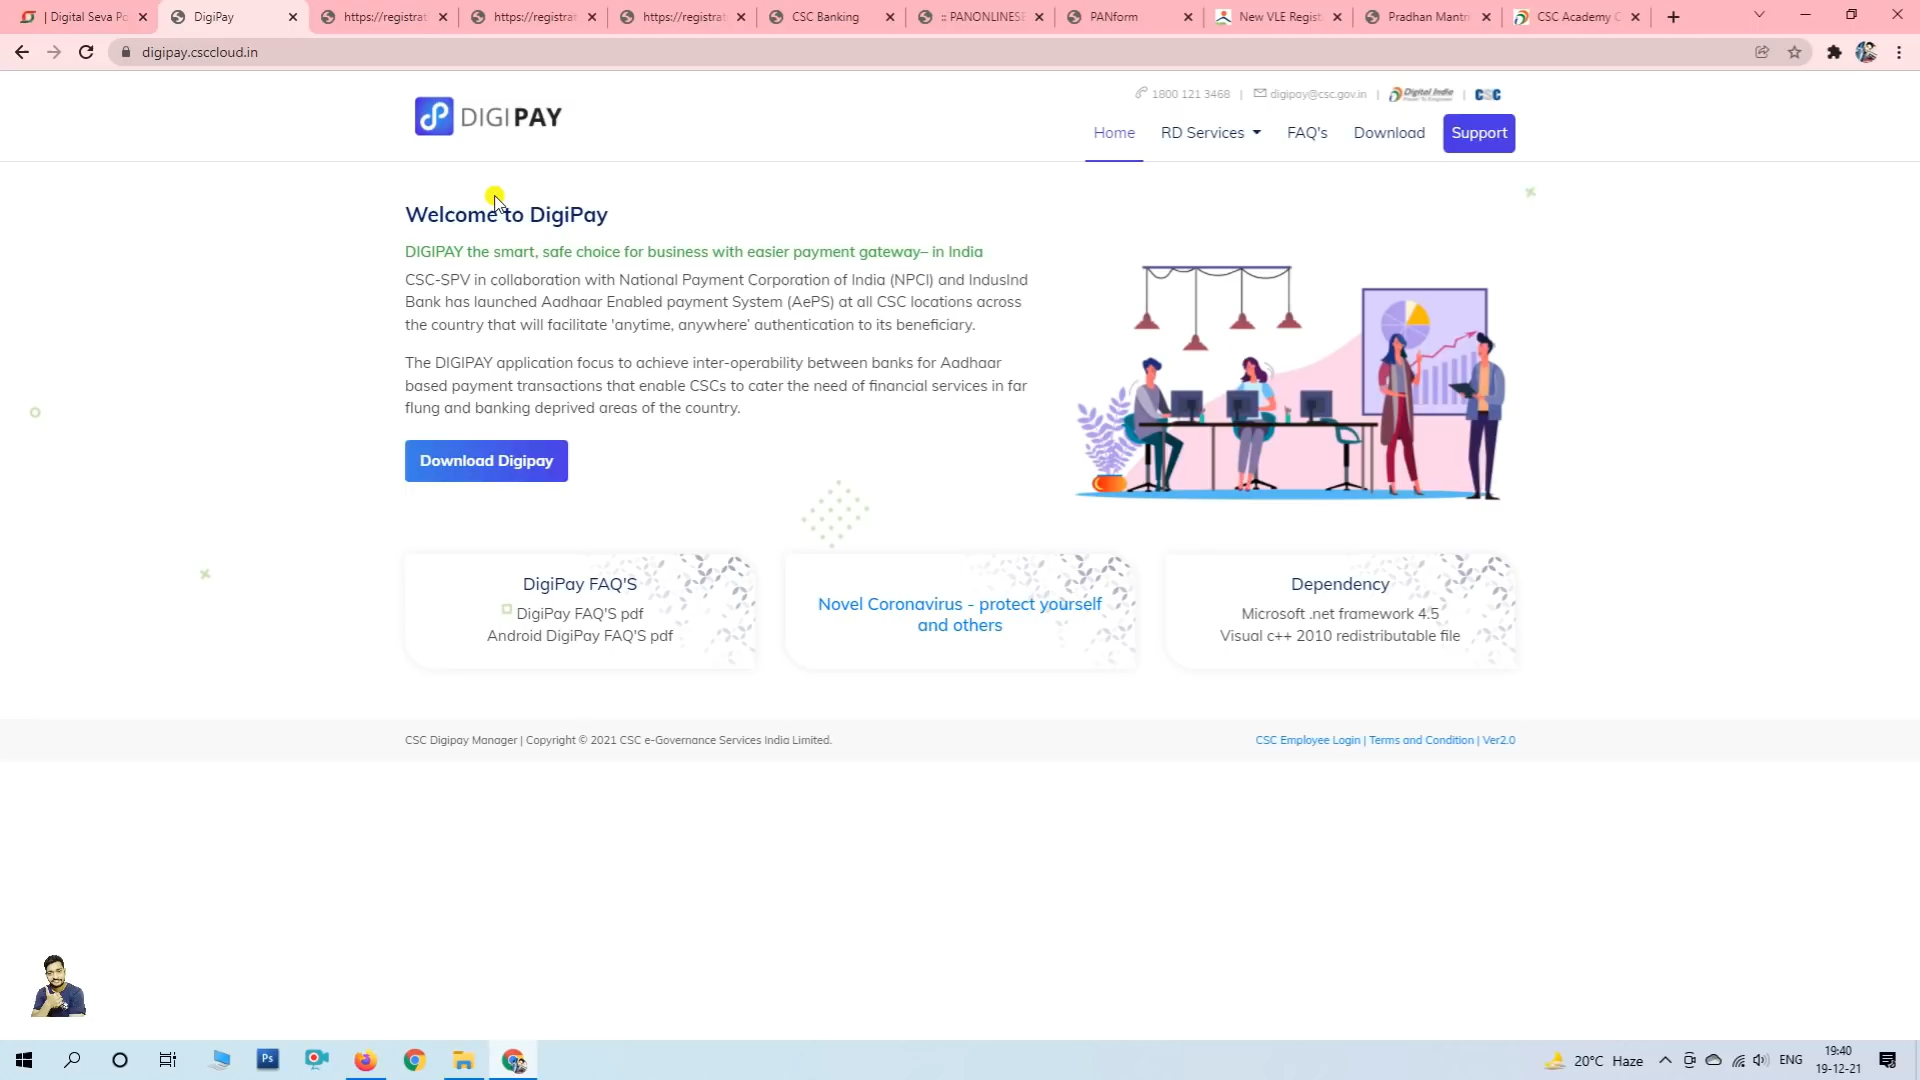 | Digital Seva Po
DigiPay
https://registrat
https://registrat
https://registrat
CSC Banking
:: PANONLINESE
PANform
New VLE Regist
Pradhan Mantri
CSC Academy C
digipay.csccloud.in
1800 121 3468 | digipay@csc.gov.in | Digital India | CSC
DIGIPAY
Home
RD Services
FAQ's
Download
Support
Welcome to DigiPay
DIGIPAY the smart, safe choice for business with easier payment gateway– in India
CSC-SPV in collaboration with National Payment Corporation of India (NPCI) and IndusInd
Bank has launched Aadhaar Enabled payment System (AePS) at all CSC locations across
the country that will facilitate 'anytime, anywhere’ authentication to its beneficiary.
The DIGIPAY application focus to achieve inter-operability between banks for Aadhaar
based payment transactions that enable CSCs to cater the need of financial services in far
flung and banking deprived areas of the country.
Download Digipay
DigiPay FAQ'S
DigiPay FAQ'S pdf
Android DigiPay FAQ'S pdf
Novel Coronavirus - protect yourself
and others
Dependency
Microsoft .net framework 4.5
Visual c++ 2010 redistributable file
CSC Digipay Manager | Copyright © 2021 CSC e-Governance Services India Limited.
CSC Employee Login | Terms and Condition | Ver2.0
Ps
20°C Haze
ENG
19:40
19-12-21